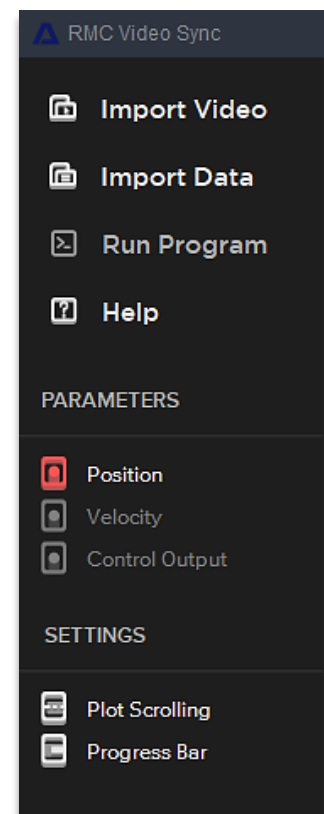 RMC Video Sync
Import Video
Import Data
Run Program
Help
PARAMETERS
Position
Velocity
Control Output
SETTINGS
Plot Scrolling
Progress Bar